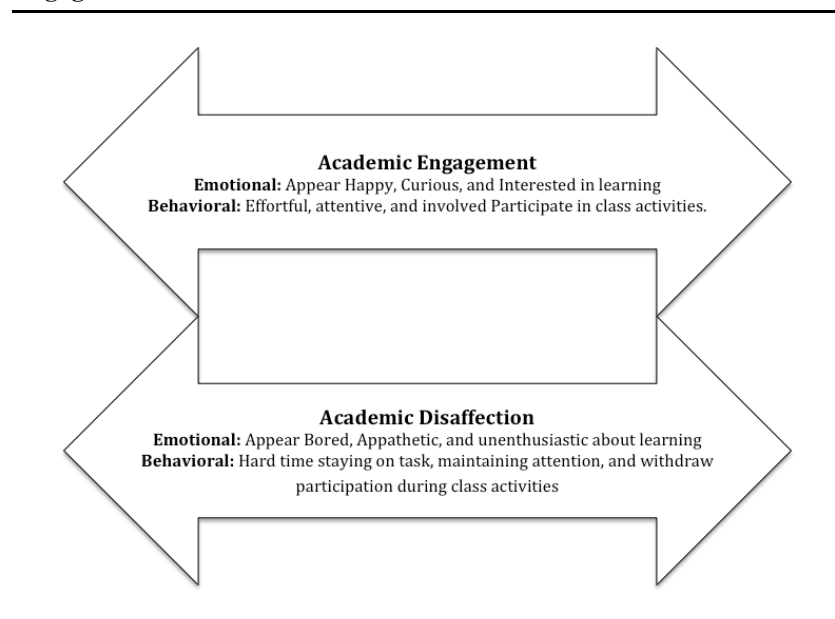 Academic Engagement
Emotional: Appear Happy, Curious, and Interested in learning
Behavioral: Effortful, attentive, and involved Participate in class activities.
Academic Disaffection
Emotional: Appear Bored, Appathetic, and unenthusiastic about learning
Behavioral: Hard time staying on task, maintaining attention, and withdraw
participation during class activities